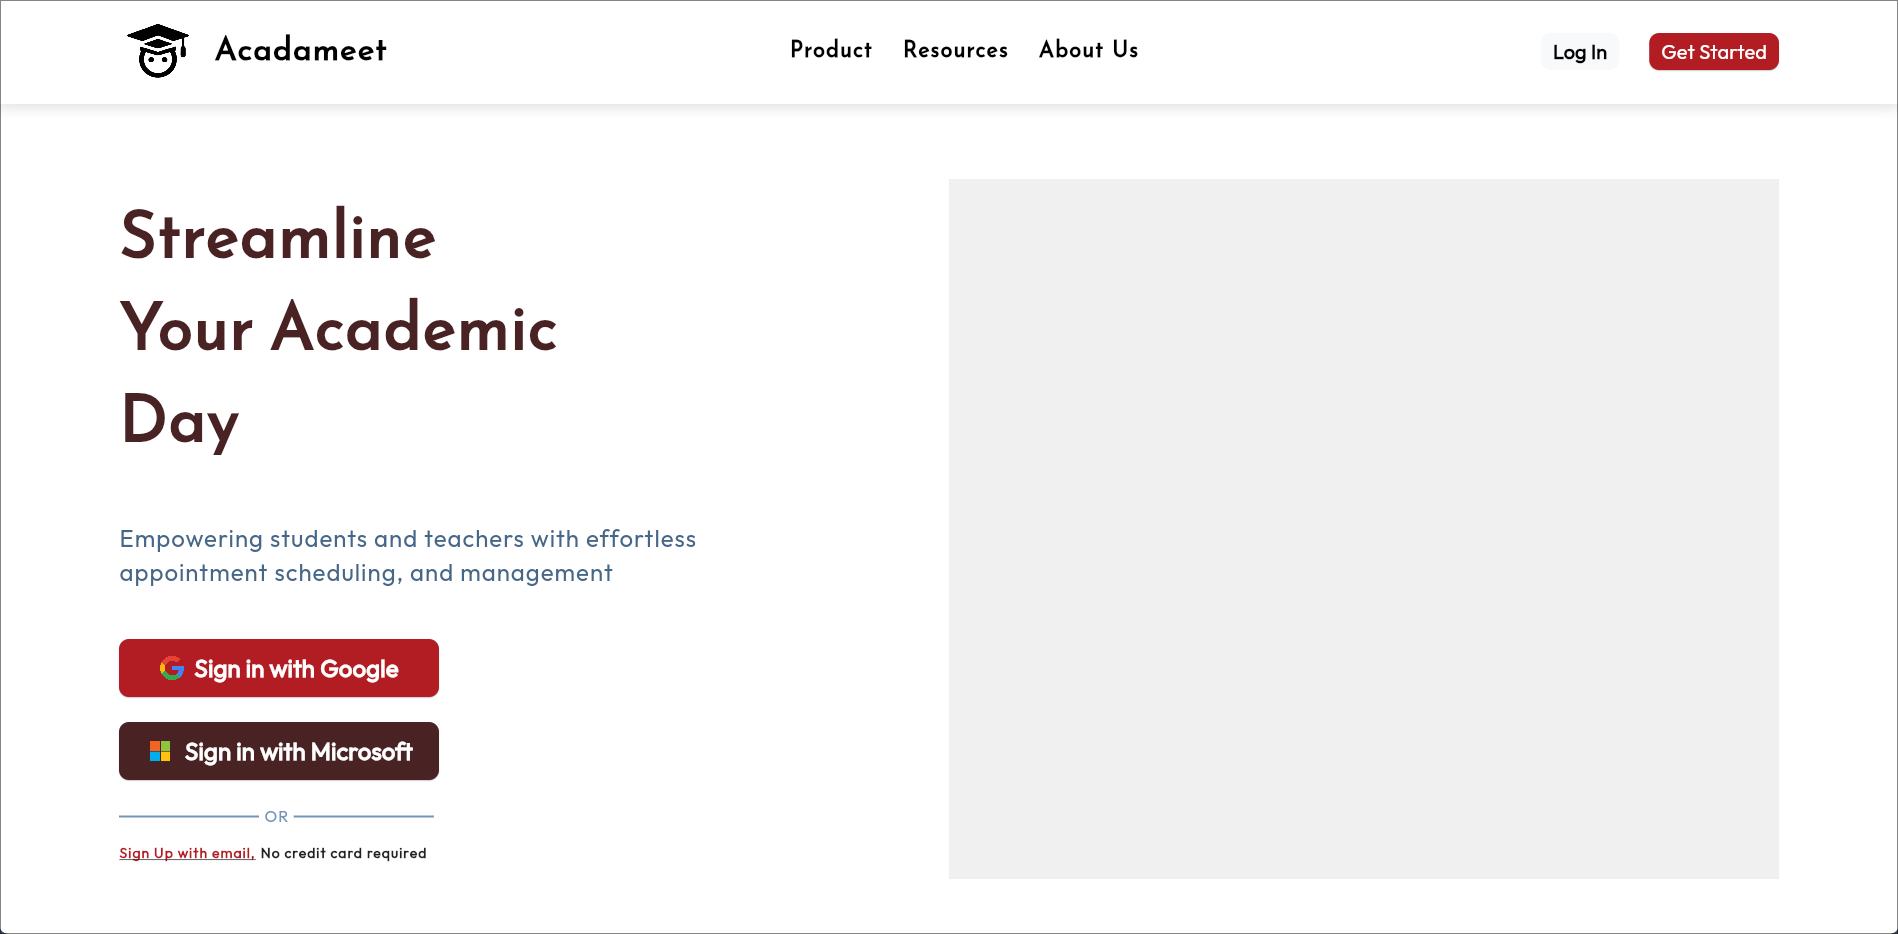 Acadameet
Product Resources About Us
Log In
Get Started
Streamline
Your Academic
Day
Empowering students and teachers with effortless
appointment scheduling, and management
Sign in with Google
Sign in with Microsoft
OR
Sign Up with email, No credit card required